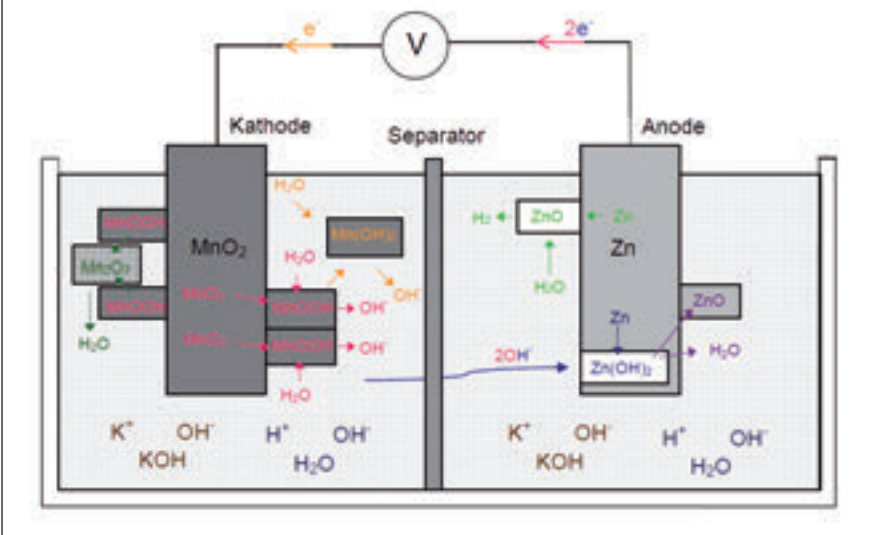 e⁻
V
2e⁻
Kathode
Separator
Anode
H₂O
MnOOH
Mn(OH)₂
H₂ ZnO Zn
MnO₂
Zn
Mn₂O₃
H₂O
H₂O
MnO₂ MnOOH OH⁻
OH⁻
ZnO
MnOOH
Zn
H₂O
MnO₂ MnOOH OH⁻
2OH⁻
H₂O
Zn(OH)₂
H₂O
K⁺ OH⁻ H⁺ OH⁻
KOH H₂O
K⁺ OH⁻ H⁺ OH⁻
KOH H₂O